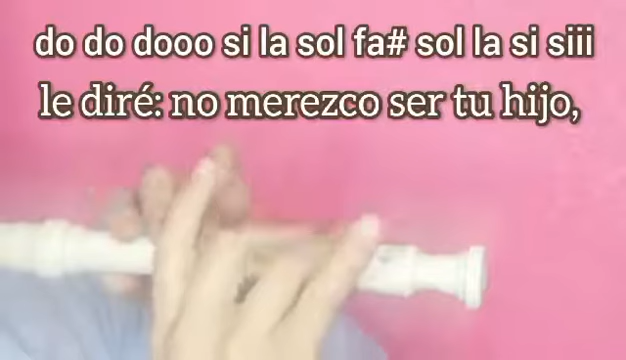 do do dooo si la sol fa# sol la si siii
le diré: no merezco ser tu hijo,